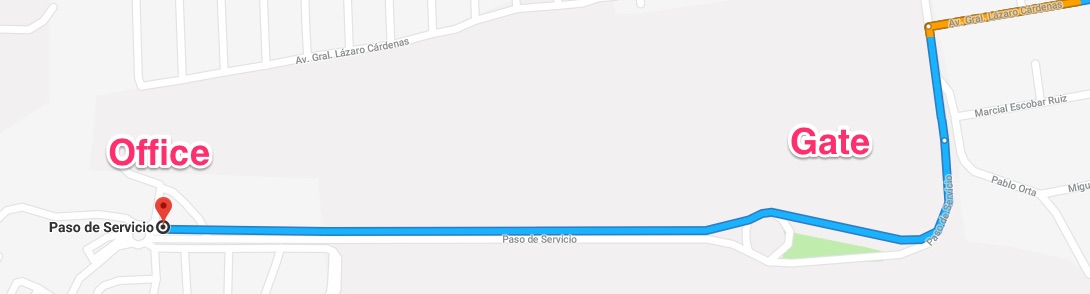 Av. Gral. Lázaro Cárdenas
Av. Gral. Lázaro Cárdenas
Marcial Escobar Ruiz
Office
Gate
Pablo Orta
Migu
Paso de Servicio
Paso de Servicio
Paso de Servicio